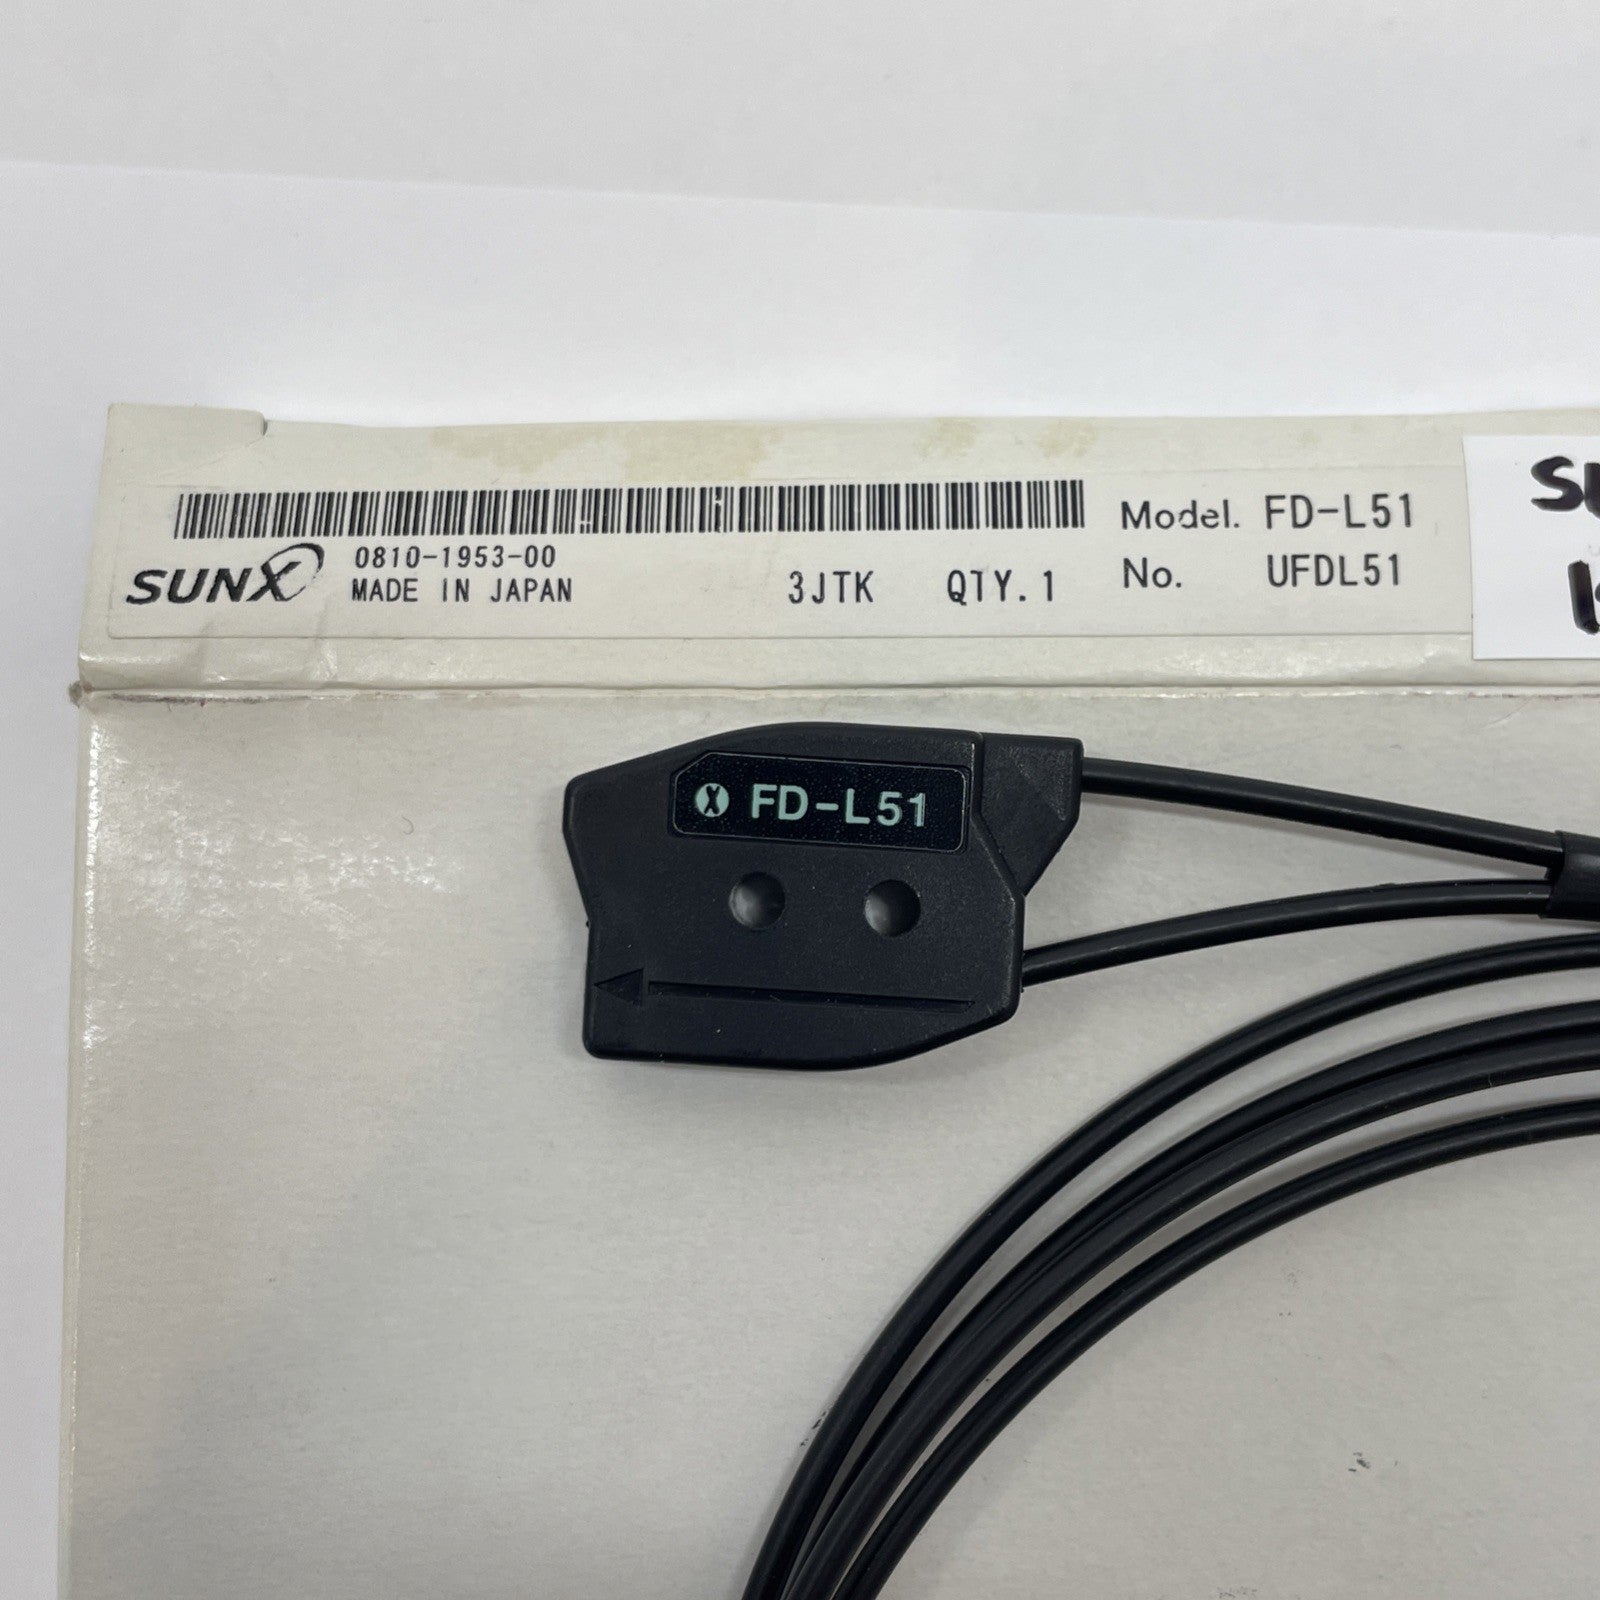 SUNX
0810-1953-00
MADE IN JAPAN
3JTK QTY.1
Model. FD-L51
No. UFDL51
FD-L51